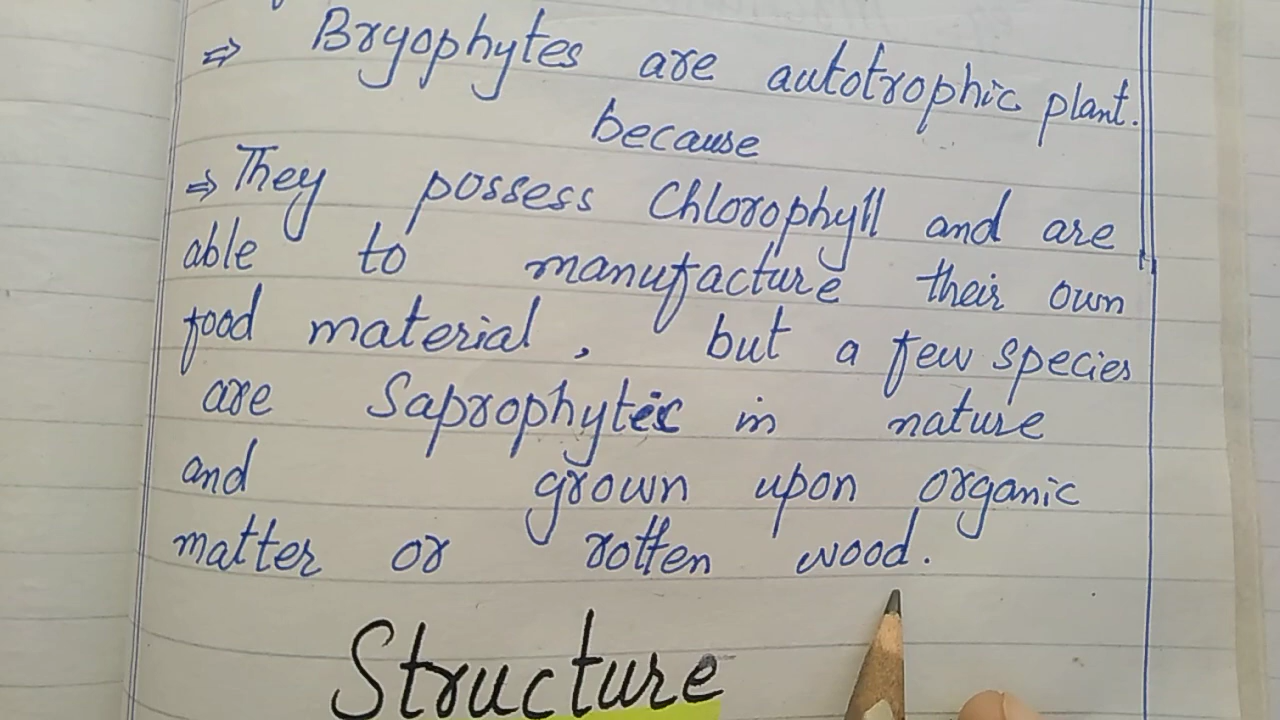 ⇒ Bryophytes are autotrophic plant.
because
⇒ They possess Chlorophyll and are
able to manufacture their own
food material, but a few species
are Saprophytic in nature
and grown upon organic
matter or rotten wood.
Structure